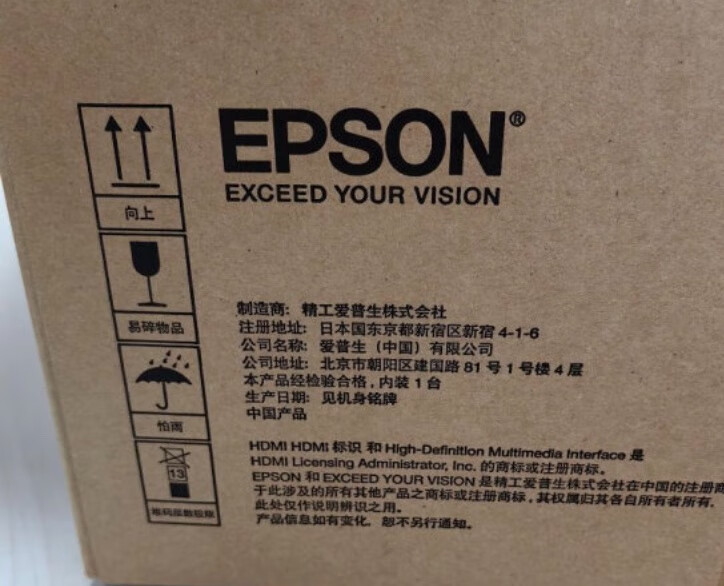 EPSON®
EXCEED YOUR VISION
向上
易碎物品
怕雨
13
堆码层数极限
制造商: 精工爱普生株式会社
注册地址: 日本国东京都新宿区新宿 4-1-6
公司名称: 爱普生(中国)有限公司
公司地址: 北京市朝阳区建国路 81 号 1 号楼 4 层
本产品经检验合格, 内装 1 台
生产日期: 见机身铭牌
中国产品
HDMI HDMI 标识 和 High-Definition Multimedia Interface 是
HDMI Licensing Administrator, Inc. 的商标或注册商标。
EPSON 和 EXCEED YOUR VISION 是精工爱普生株式会社在中国的注册商
于此涉及的所有其他产品之商标或注册商标, 其权属归其各自所有者所有.
此处仅作说明辨识之用。
产品信息如有变化, 恕不另行通知。